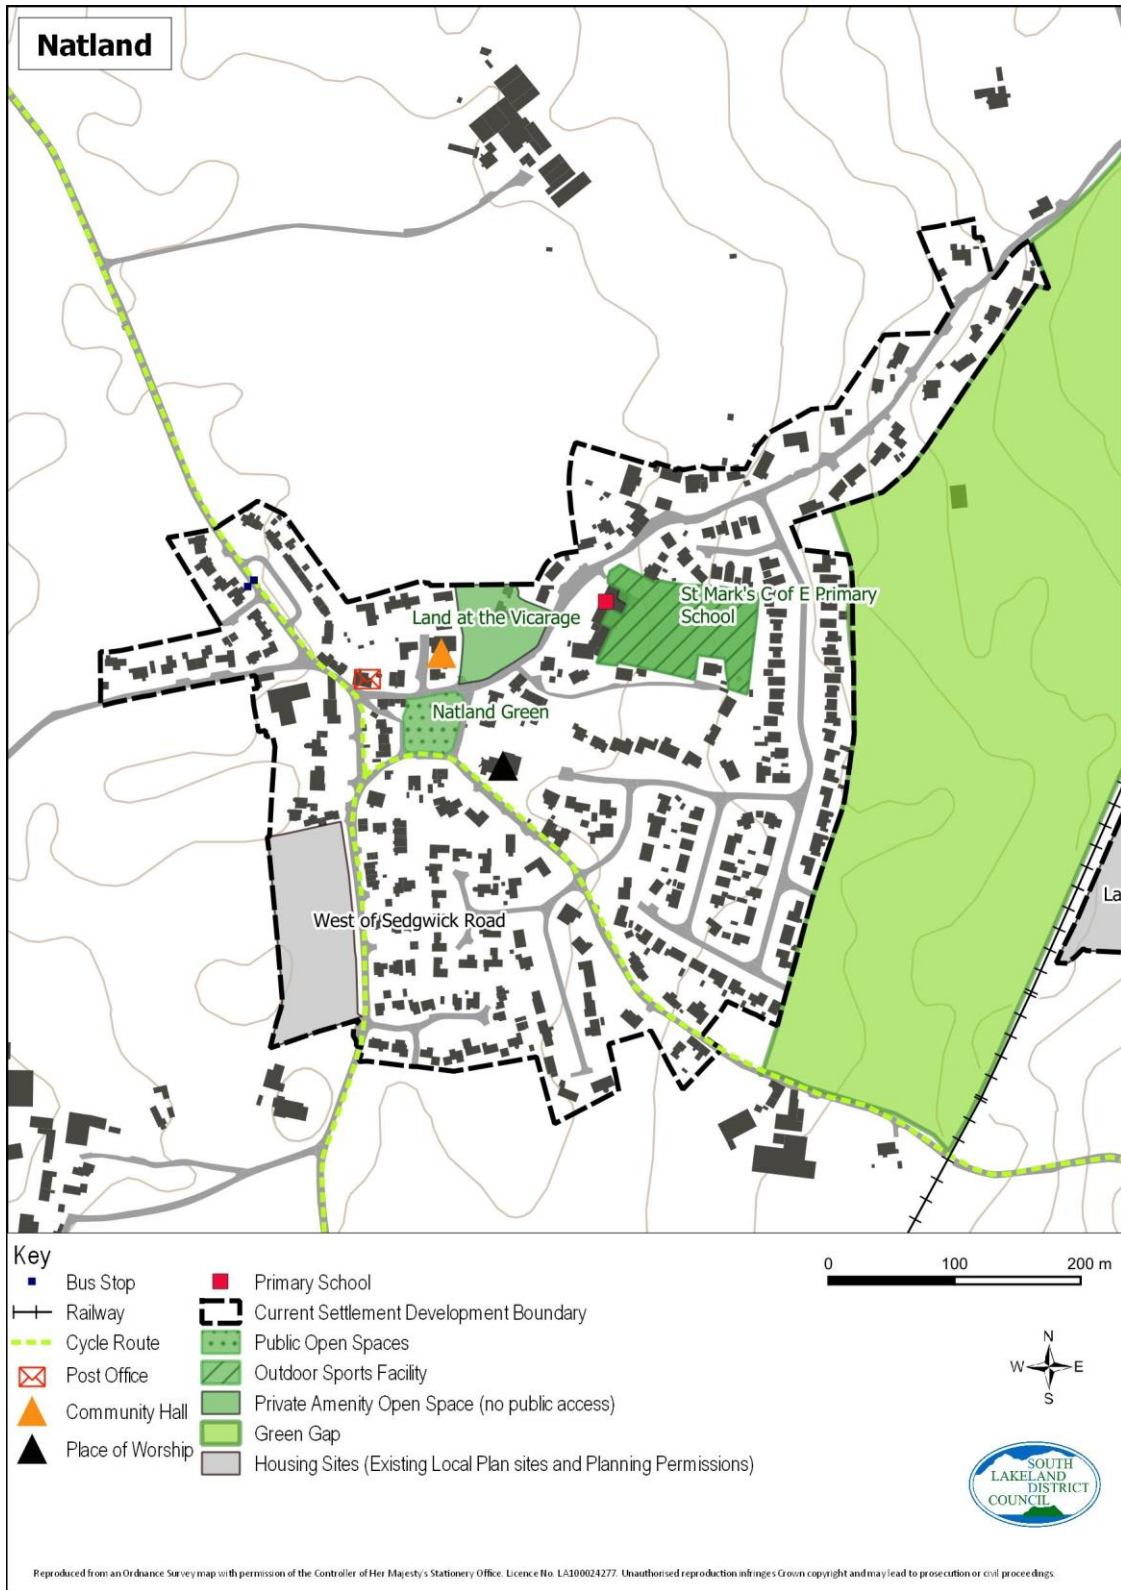 Natland
Land at the Vicarage
St Mark's C of E Primary
School
Natland Green
West of Sedgwick Road
La
Key
Bus Stop
Railway
Cycle Route
Post Office
Community Hall
Place of Worship
Primary School
Current Settlement Development Boundary
Public Open Spaces
Outdoor Sports Facility
Private Amenity Open Space (no public access)
Green Gap
Housing Sites (Existing Local Plan sites and Planning Permissions)
0 100 200 m
N
W E
S
SOUTH
LAKELAND
DISTRICT
COUNCIL
Reproduced from an Ordnance Survey map with permission of the Controller of Her Majesty's Stationery Office. Licence No. LA100024277. Unauthorised reproduction infringes Crown copyright and may lead to prosecution or civil proceedings.